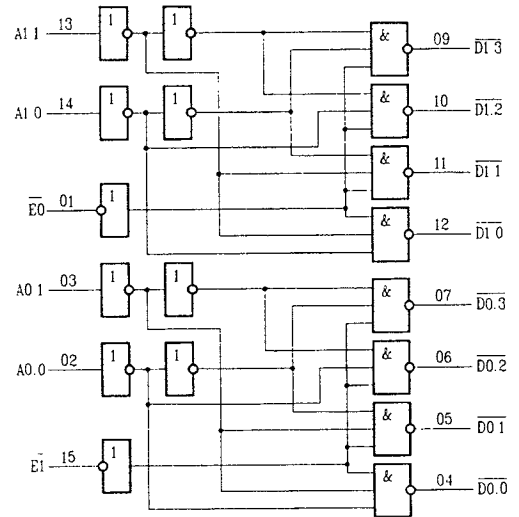 A1 1 13 1 1 & 09 D1 3
A1 0 14 1 1 & 10 D1.2
& 11 D1 1
E0 01 1 & 12 D1 0
A0 1 03 1 1 & 07 D0.3
A0.0 02 1 1 & 06 D0.2
& 05 D0 1
E1 15 1 & 04 D0.0